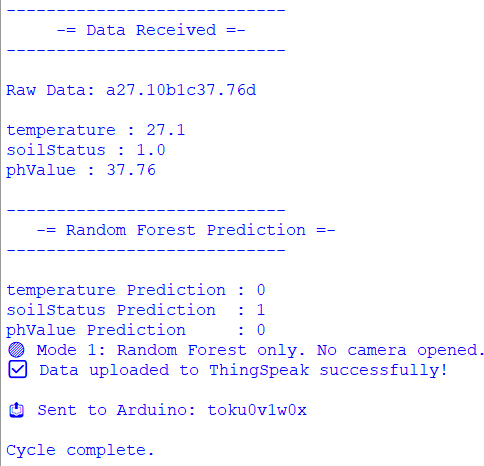 ----------------------------
-= Data Received =-
----------------------------
Raw Data: a27.10b1c37.76d
temperature : 27.1
soilStatus : 1.0
phValue : 37.76
----------------------------
-= Random Forest Prediction =-
----------------------------
temperature Prediction : 0
soilStatus Prediction  : 1
phValue Prediction     : 0
Mode 1: Random Forest only. No camera opened.
Data uploaded to ThingSpeak successfully!
Sent to Arduino: toku0v1w0x
Cycle complete.